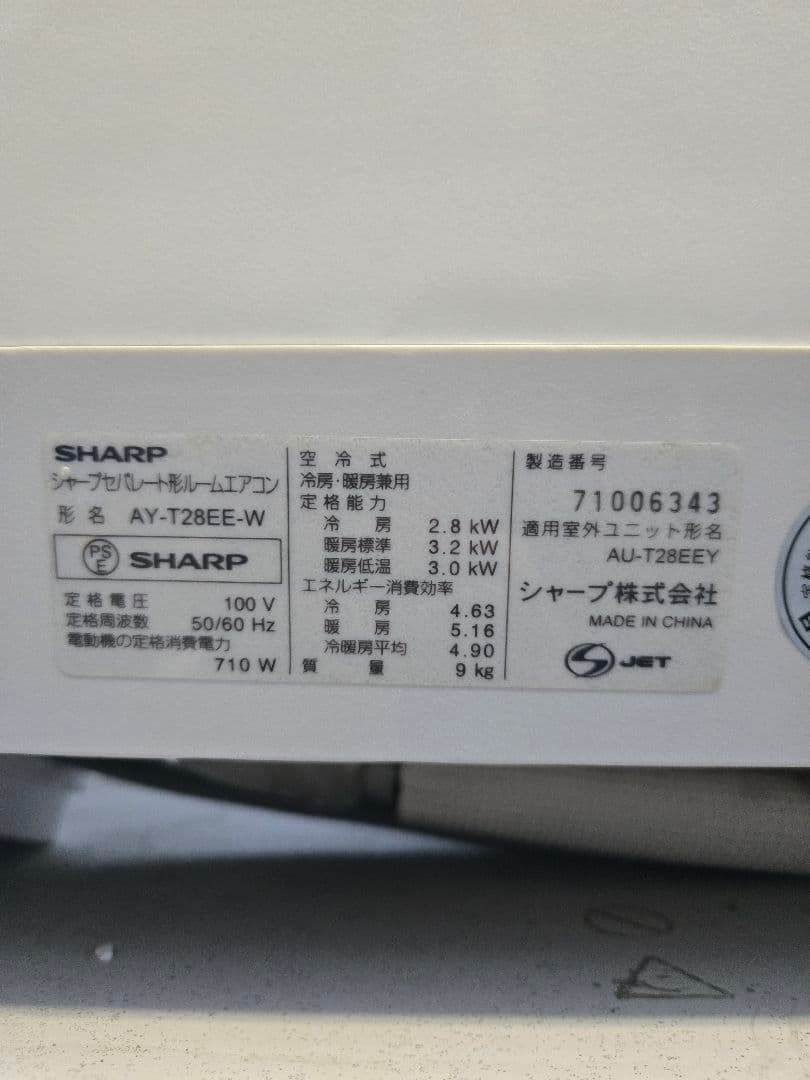 SHARP
シャープセパレート形ルームエアコン
形名 AY-T28EE-W
PS E SHARP
定格電圧 100 V
定格周波数 50/60 Hz
電動機の定格消費電力
710 W
空冷式
冷房・暖房兼用
定格能力
冷房 2.8 kW
暖房標準 3.2 kW
暖房低温 3.0 kW
エネルギー消費効率
冷房 4.63
暖房 5.16
冷暖房平均 4.90
質量 9 kg
製造番号
71006343
適用室外ユニット形名
AU-T28EEY
シャープ株式会社
MADE IN CHINA
JET